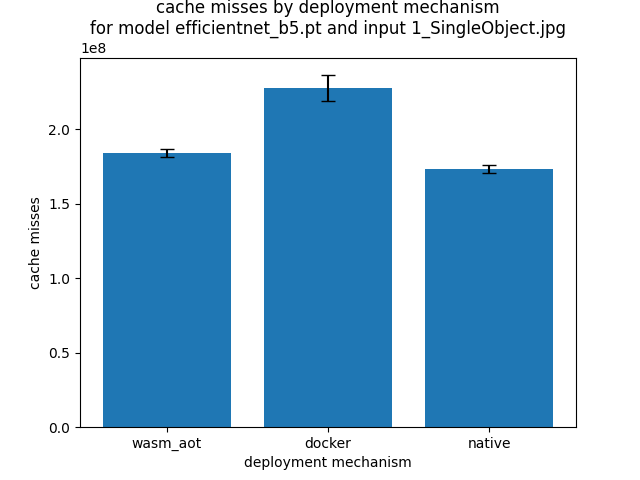 cache misses by deployment mechanism
for model efficientnet_b5.pt and input 1_SingleObject.jpg
1e8
2.0
1.5
1.0
0.5
0.0
cache misses
wasm_aot docker native
deployment mechanism